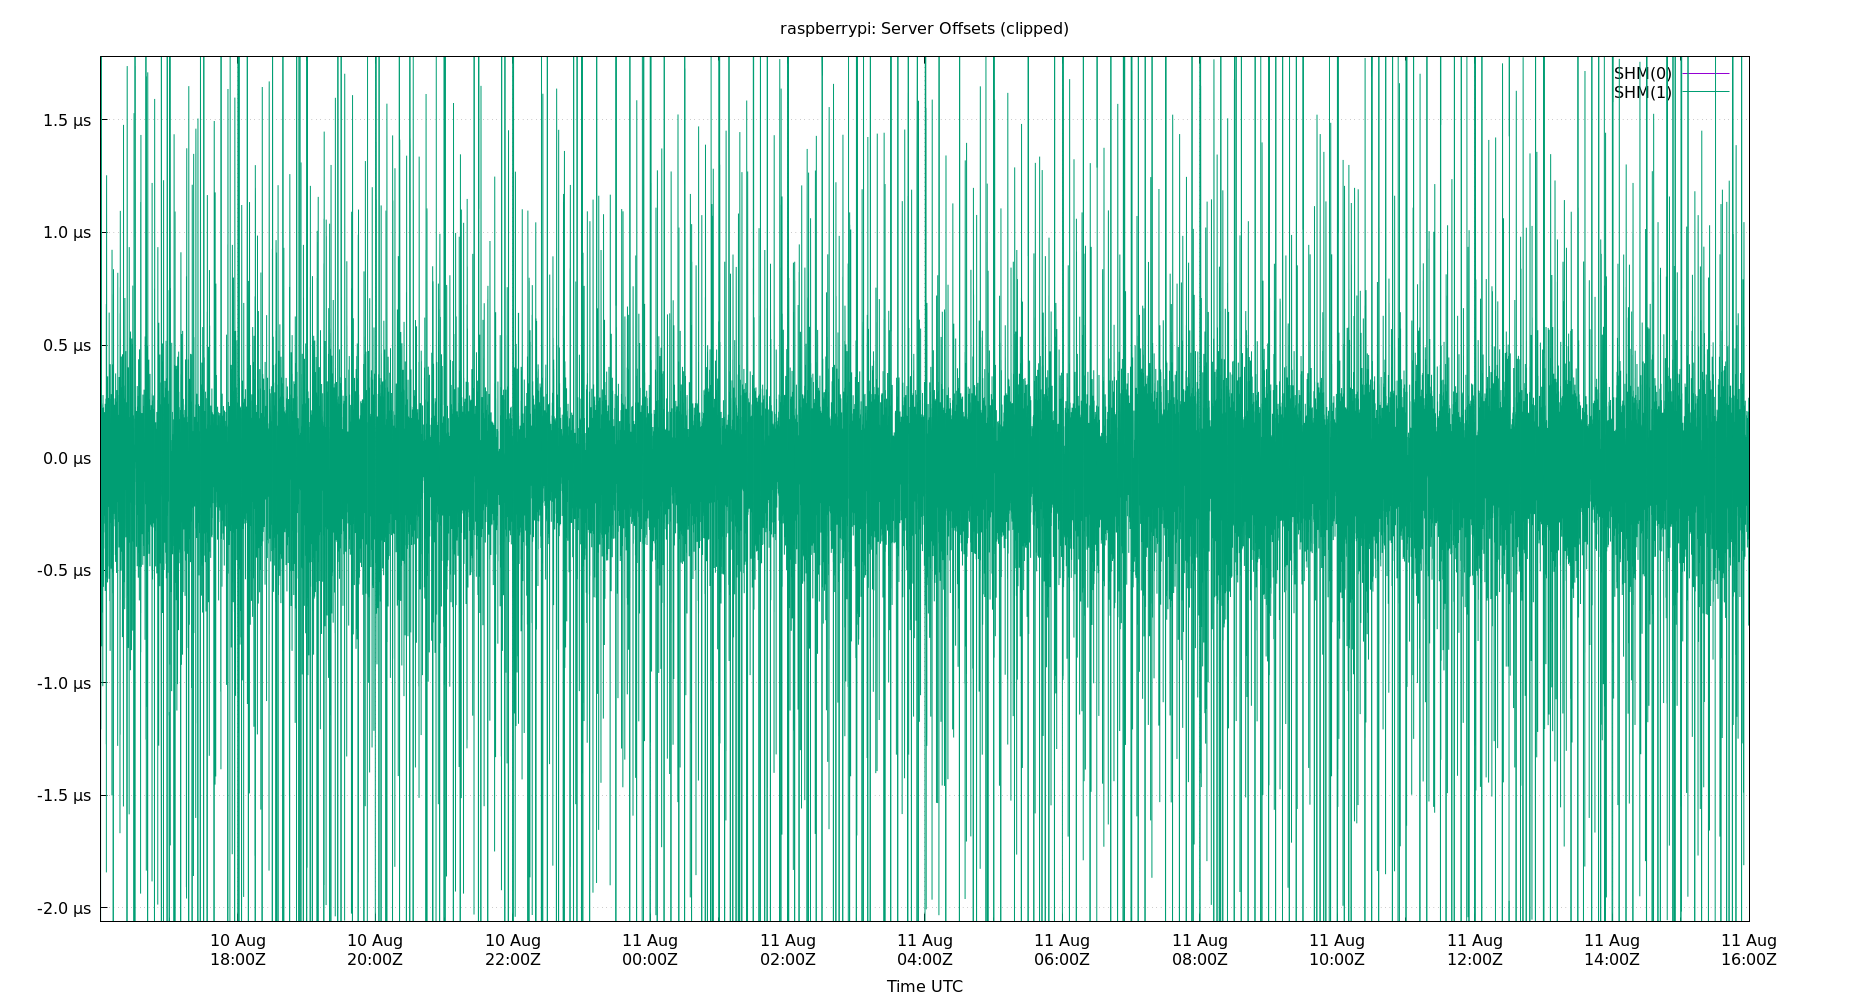 raspberrypi: Server Offsets (clipped)
SHM(0)
SHM(1)
1.5 µs
1.0 µs
0.5 µs
0.0 µs
-0.5 µs
-1.0 µs
-1.5 µs
-2.0 µs
10 Aug 10 Aug 10 Aug 11 Aug 11 Aug 11 Aug 11 Aug 11 Aug 11 Aug 11 Aug 11 Aug 11 Aug
18:00Z 20:00Z 22:00Z 00:00Z 02:00Z 04:00Z 06:00Z 08:00Z 10:00Z 12:00Z 14:00Z 16:00Z
Time UTC